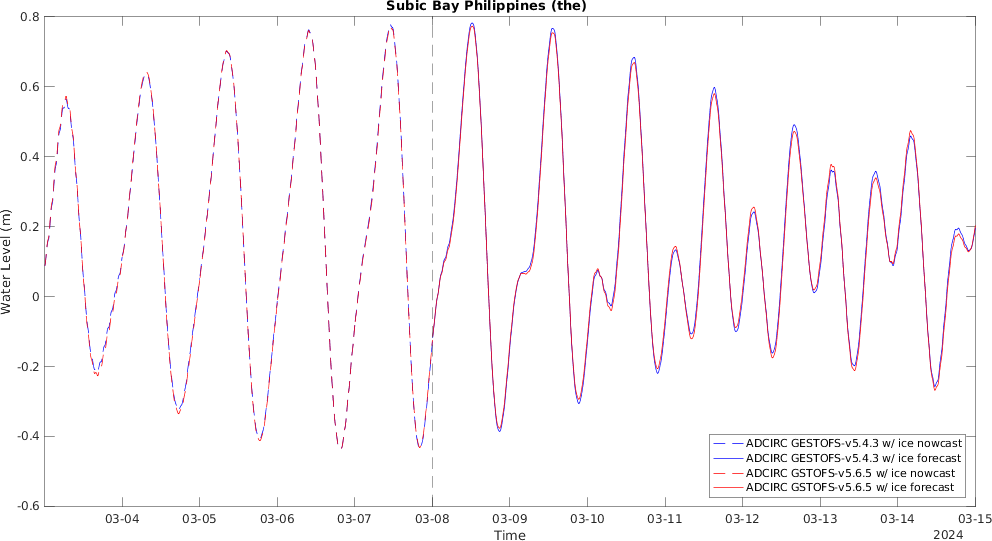 Subic Bay Philippines (the)
0.8
0.6
0.4
0.2
0
-0.2
-0.4
-0.6
Water Level (m)
ADCIRC GESTOFS-v5.4.3 w/ ice nowcast
ADCIRC GESTOFS-v5.4.3 w/ ice forecast
ADCIRC GSTOFS-v5.6.5 w/ ice nowcast
ADCIRC GSTOFS-v5.6.5 w/ ice forecast
03-04 03-05 03-06 03-07 03-08 03-09 03-10 03-11 03-12 03-13 03-14 03-15
Time
2024